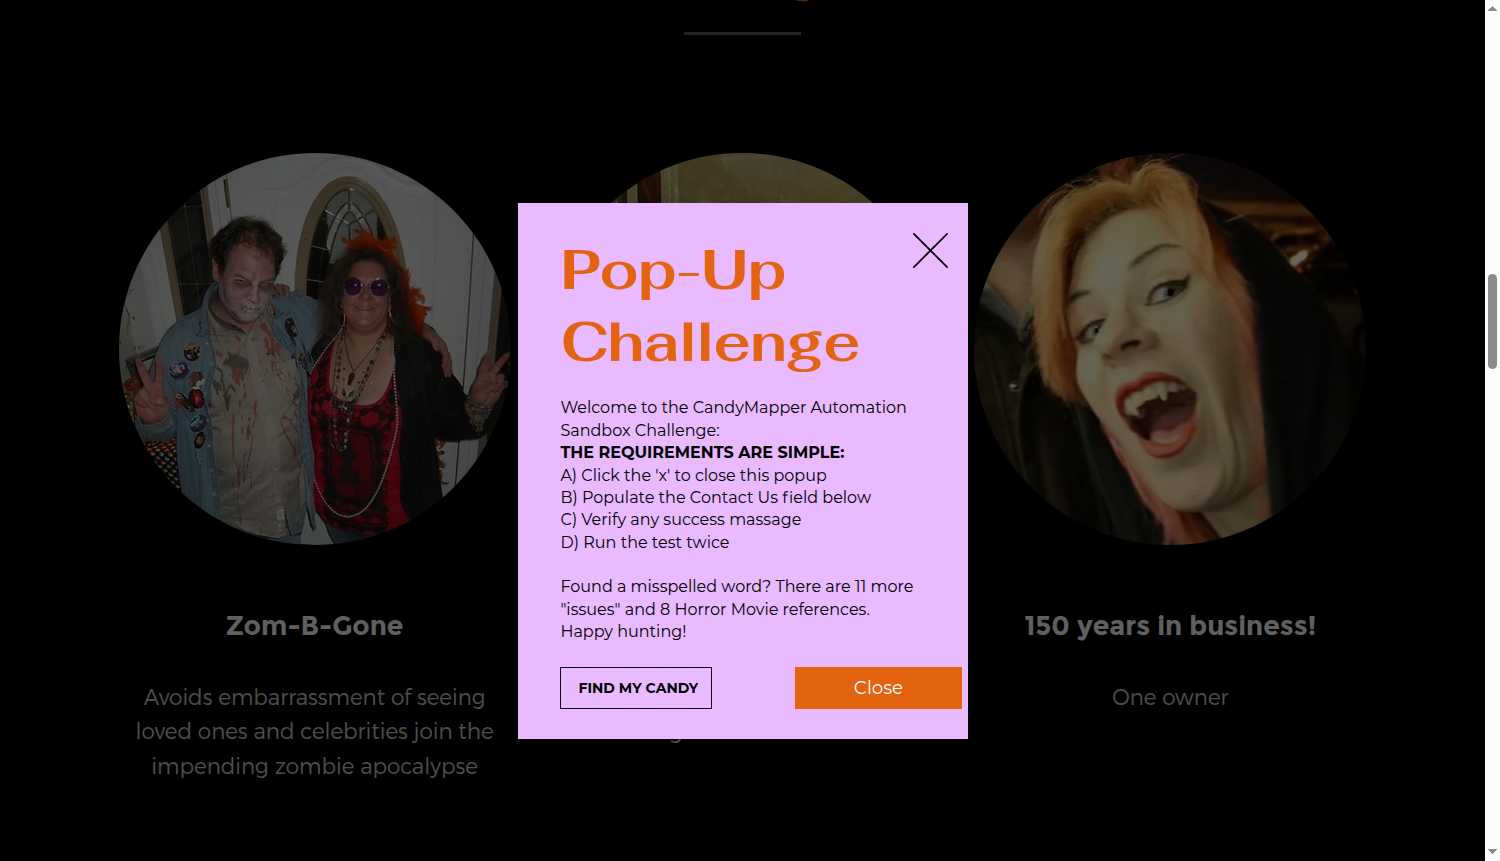 Pop-Up
Challenge
Welcome to the CandyMapper Automation
Sandbox Challenge:
THE REQUIREMENTS ARE SIMPLE:
A) Click the 'x' to close this popup
B) Populate the Contact Us field below
C) Verify any success massage
D) Run the test twice
Found a misspelled word? There are 11 more
"issues" and 8 Horror Movie references.
Happy hunting!
FIND MY CANDY
Close
Zom-B-Gone
Avoids embarrassment of seeing
loved ones and celebrities join the
impending zombie apocalypse
150 years in business!
One owner